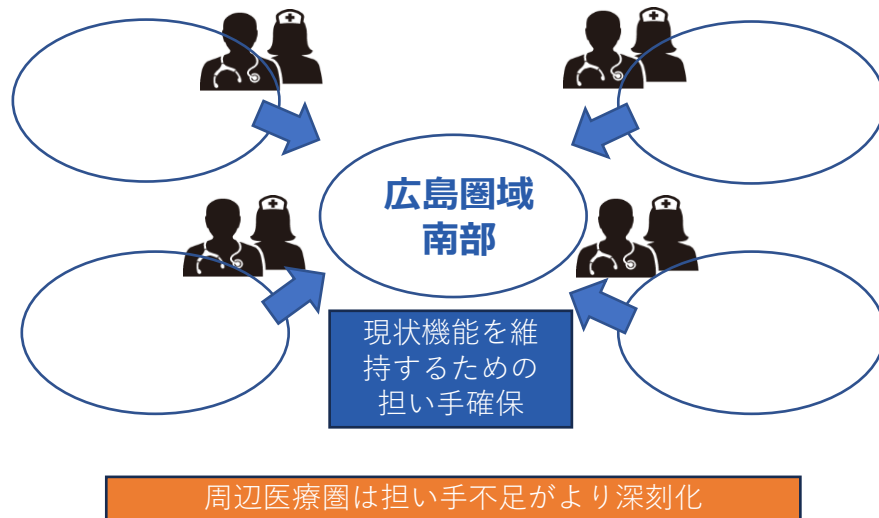 広島圏域
南部
現状機能を維
持するための
担い手確保
周辺医療圏は担い手不足がより深刻化